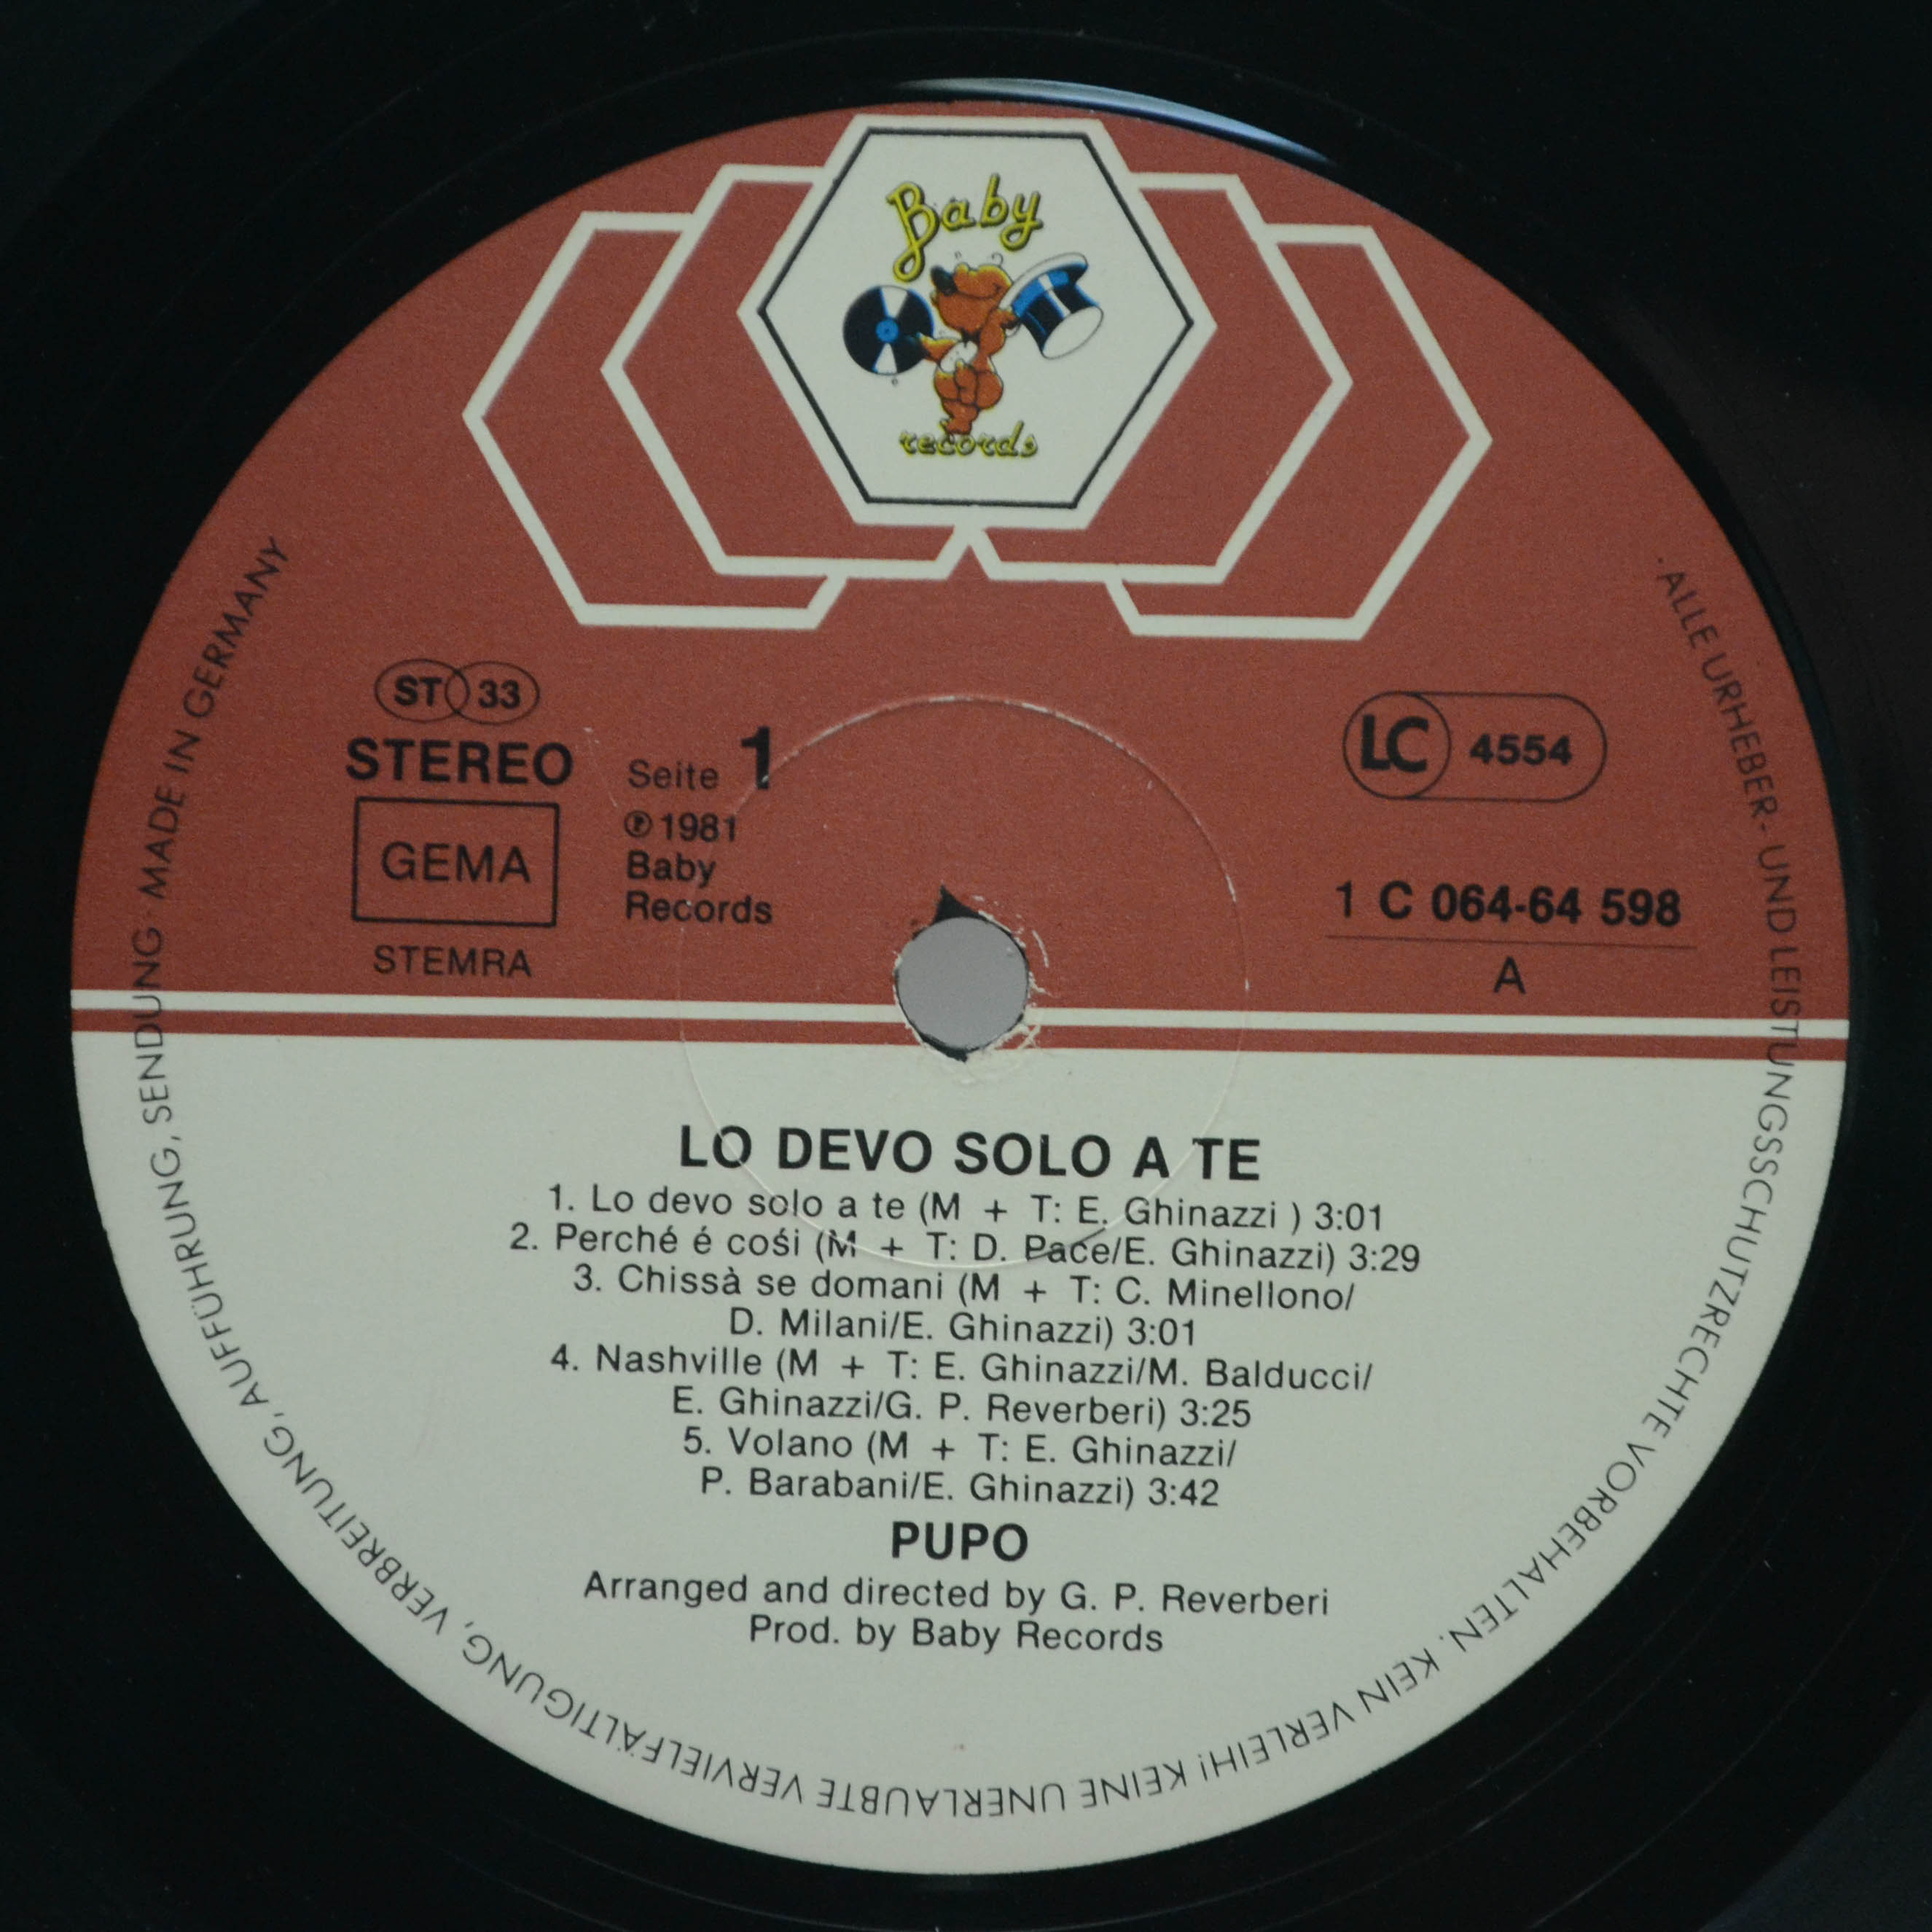 Baby
records
ST 33
STEREO
GEMA
STEMRA
Seite 1
℗ 1981
Baby
Records
LC 4554
1 C 064-64 598
A
LO DEVO SOLO A TE
1. Lo devo solo a te (M + T: E. Ghinazzi ) 3:01
2. Perché é cośi (M + T: D. Pace/E. Ghinazzi) 3:29
3. Chissà se domani (M + T: C. Minellono/
D. Milani/E. Ghinazzi) 3:01
4. Nashville (M + T: E. Ghinazzi/M. Balducci/
E. Ghinazzi/G. P. Reverberi) 3:25
5. Volano (M + T: E. Ghinazzi/
P. Barabani/E. Ghinazzi) 3:42
PUPO
Arranged and directed by G. P. Reverberi
Prod. by Baby Records
· ALLE URHEBER- UND LEISTUNGSSCHUTZRECHTE VORBEHALTEN. KEIN VERLEIH! KEINE UNERLAUBTE VERVIELFÄLTIGUNG, VERBREITUNG, AUFFÜHRUNG, SENDUNG · MADE IN GERMANY